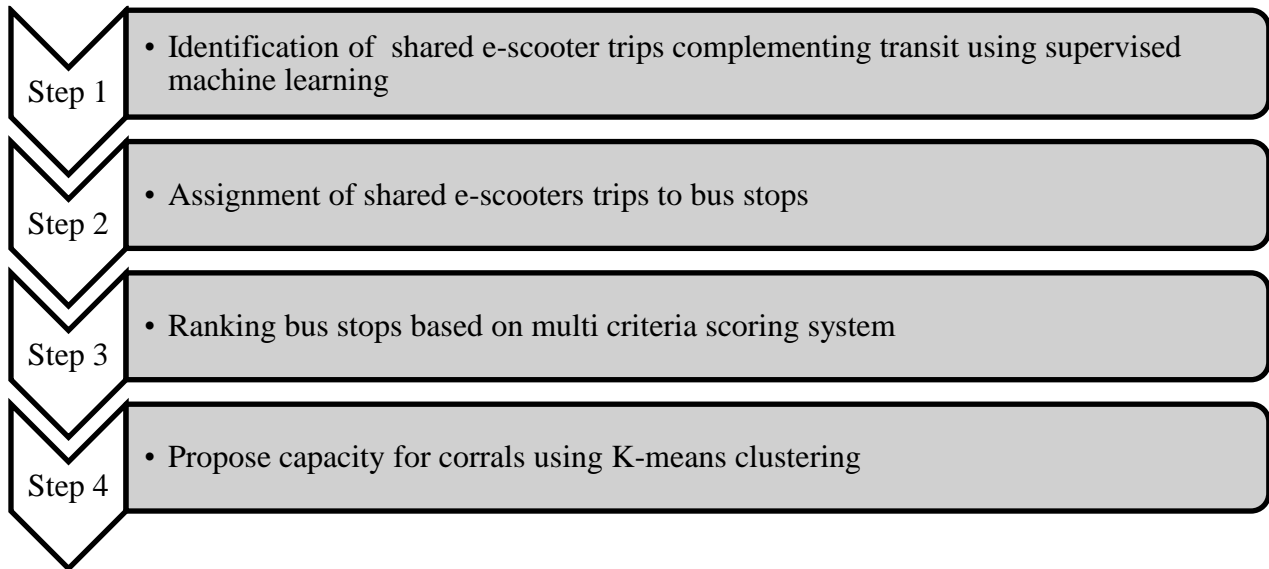 Step 1
• Identification of  shared e-scooter trips complementing transit using supervised
machine learning
Step 2
• Assignment of shared e-scooters trips to bus stops
Step 3
• Ranking bus stops based on multi criteria scoring system
Step 4
• Propose capacity for corrals using K-means clustering